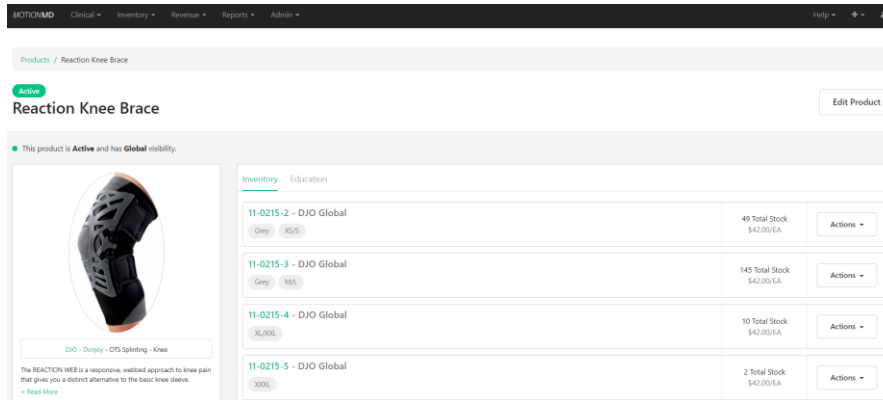 MOTIONMD Clinical Inventory Revenue Reports Admin Help +
Products / Reaction Knee Brace
Active
Reaction Knee Brace
Edit Product
This product is Active and has Global visibility.
Inventory Education
11-0215-2 - DJO Global
Grey XS/S
49 Total Stock
$42.00/EA
Actions
11-0215-3 - DJO Global
Grey M/L
145 Total Stock
$42.00/EA
Actions
11-0215-4 - DJO Global
XL/XXL
10 Total Stock
$42.00/EA
Actions
11-0215-5 - DJO Global
XXXL
2 Total Stock
$42.00/EA
Actions
DJO - Donjoy - OTS Splinting - Knee
The REACTION WEB is a responsive, webbed approach to knee pain
that gives you a distinct alternative to the basic knee sleeve.
+ Read More